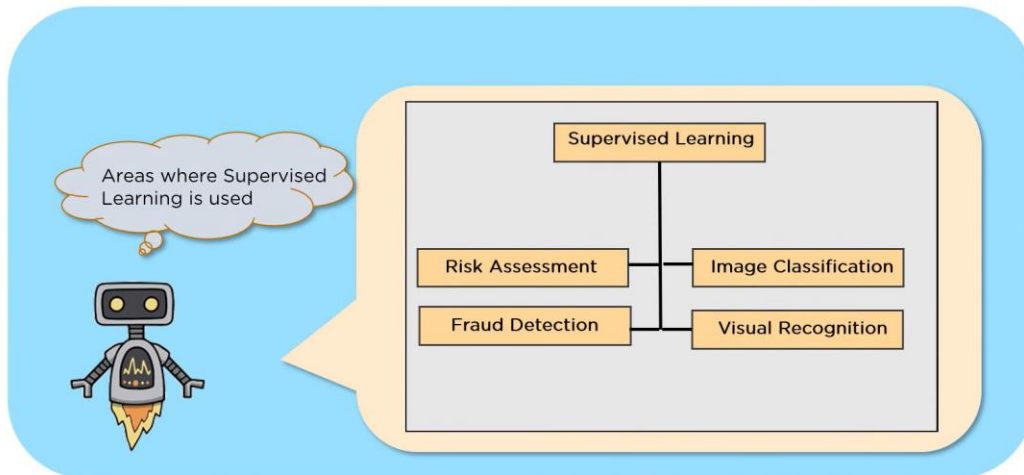 Supervised Learning
Areas where Supervised
Learning is used
Risk Assessment
Image Classification
Fraud Detection
Visual Recognition